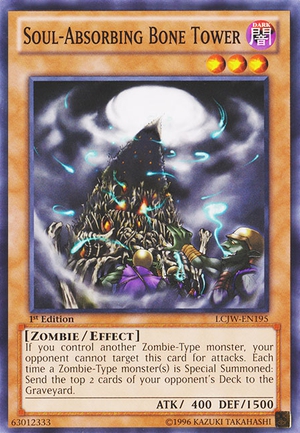 SOUL-ABSORBING BONE TOWER
DARK
闇
1st Edition
LCJW-EN195
[ZOMBIE / EFFECT]
If you control another Zombie-Type monster, your
opponent cannot target this card for attacks. Each
time a Zombie-Type monster(s) is Special Summoned:
Send the top 2 cards of your opponent's Deck to the
Graveyard.
ATK/ 400 DEF/1500
63012333
©1996 KAZUKI TAKAHASHI